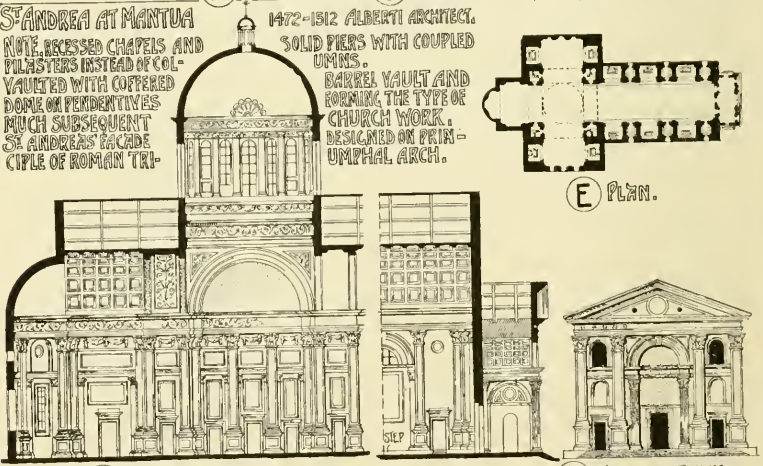 ST. ANDREA AT MANTUA 1472-1512 ALBERTI ARCHITECT.
NOTE, RECESSED CHAPELS AND SOLID PIERS WITH COUPLED
PILASTERS INSTEAD OF COL- UMNS.
VAULTED WITH COFFERED BARREL VAULT AND
DOME ON PENDENTIVES FORMING THE TYPE OF
MUCH SUBSEQUENT CHURCH WORK.
ST. ANDREAS FACADE DESIGNED ON PRIN-
CIPLE OF ROMAN TRI- UMPHAL ARCH.
E PLAN.
STEP